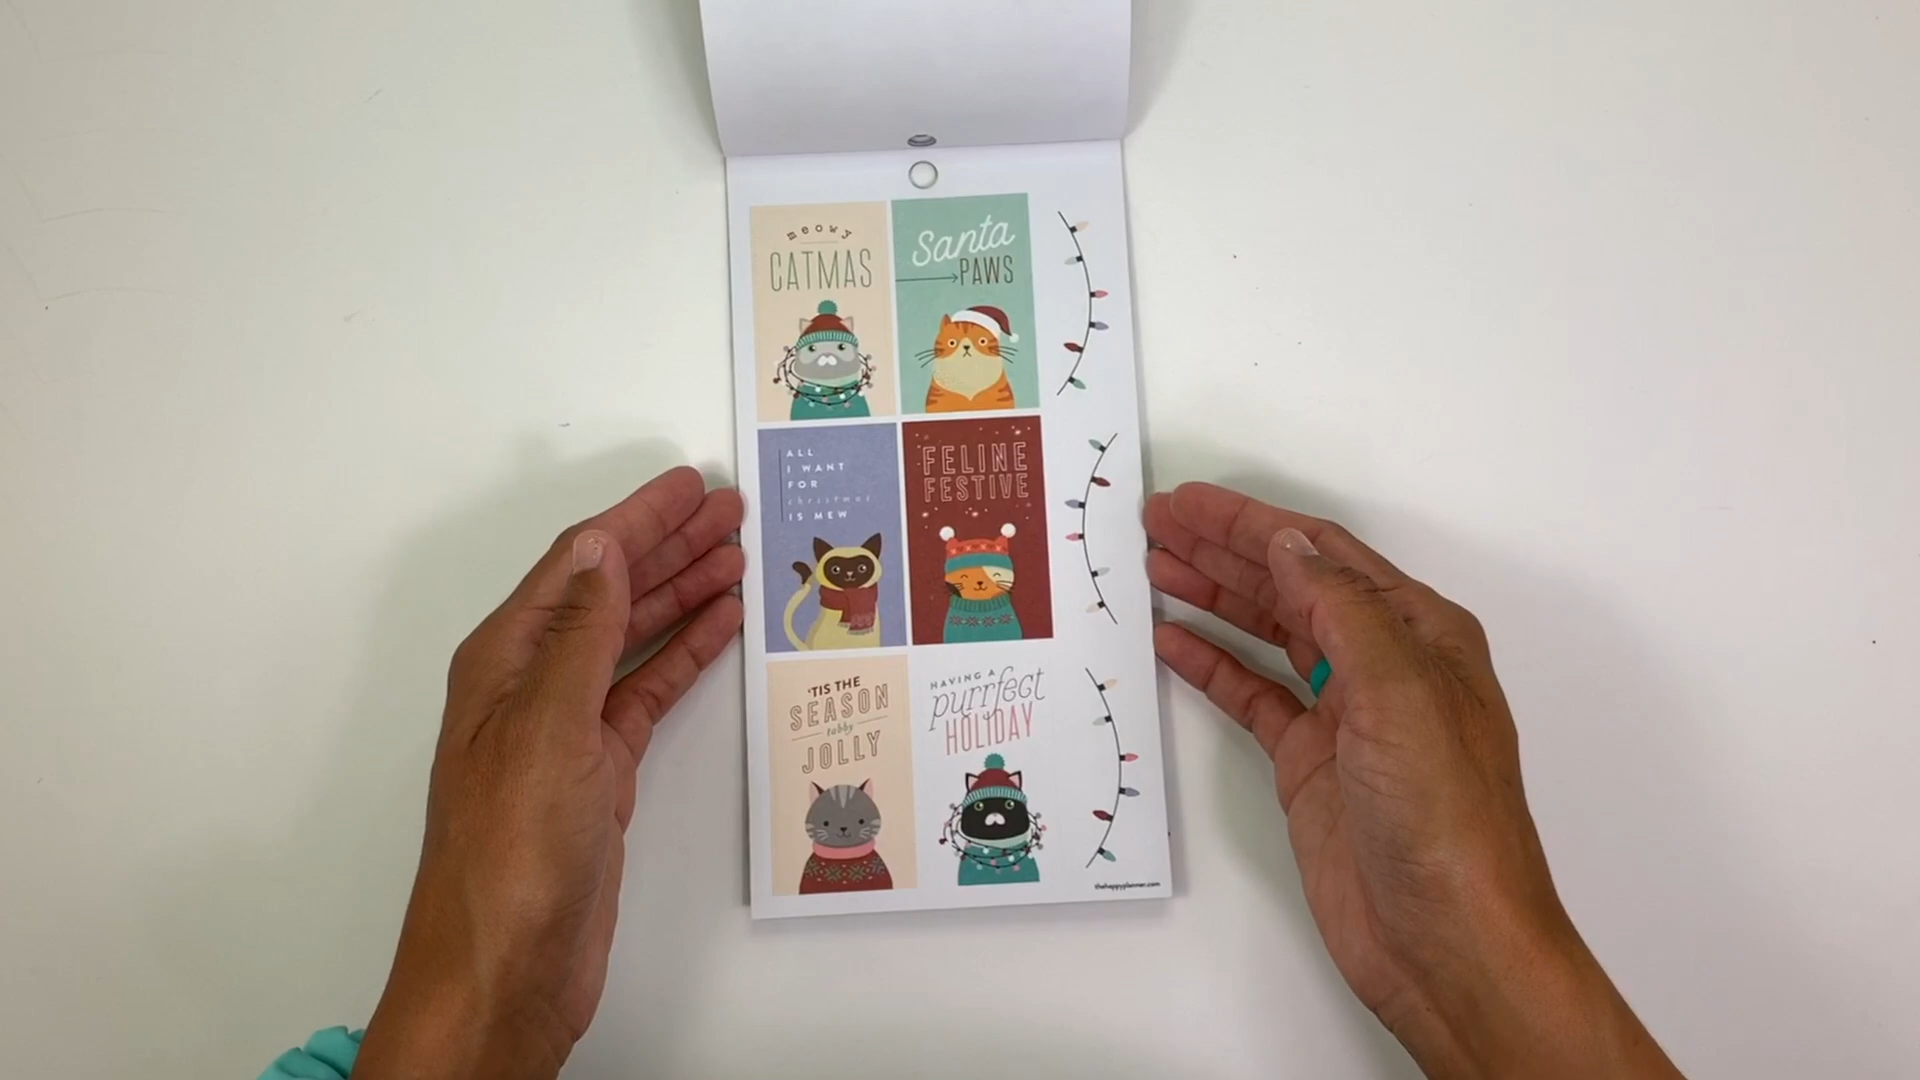 meowy
CATMAS
Santa
PAWS
ALL
I WANT
FOR
christmas
IS MEW
FELINE
FESTIVE
'TIS THE
SEASON
tabby
JOLLY
HAVING A
purrfect
HOLIDAY
thehappyplanner.com